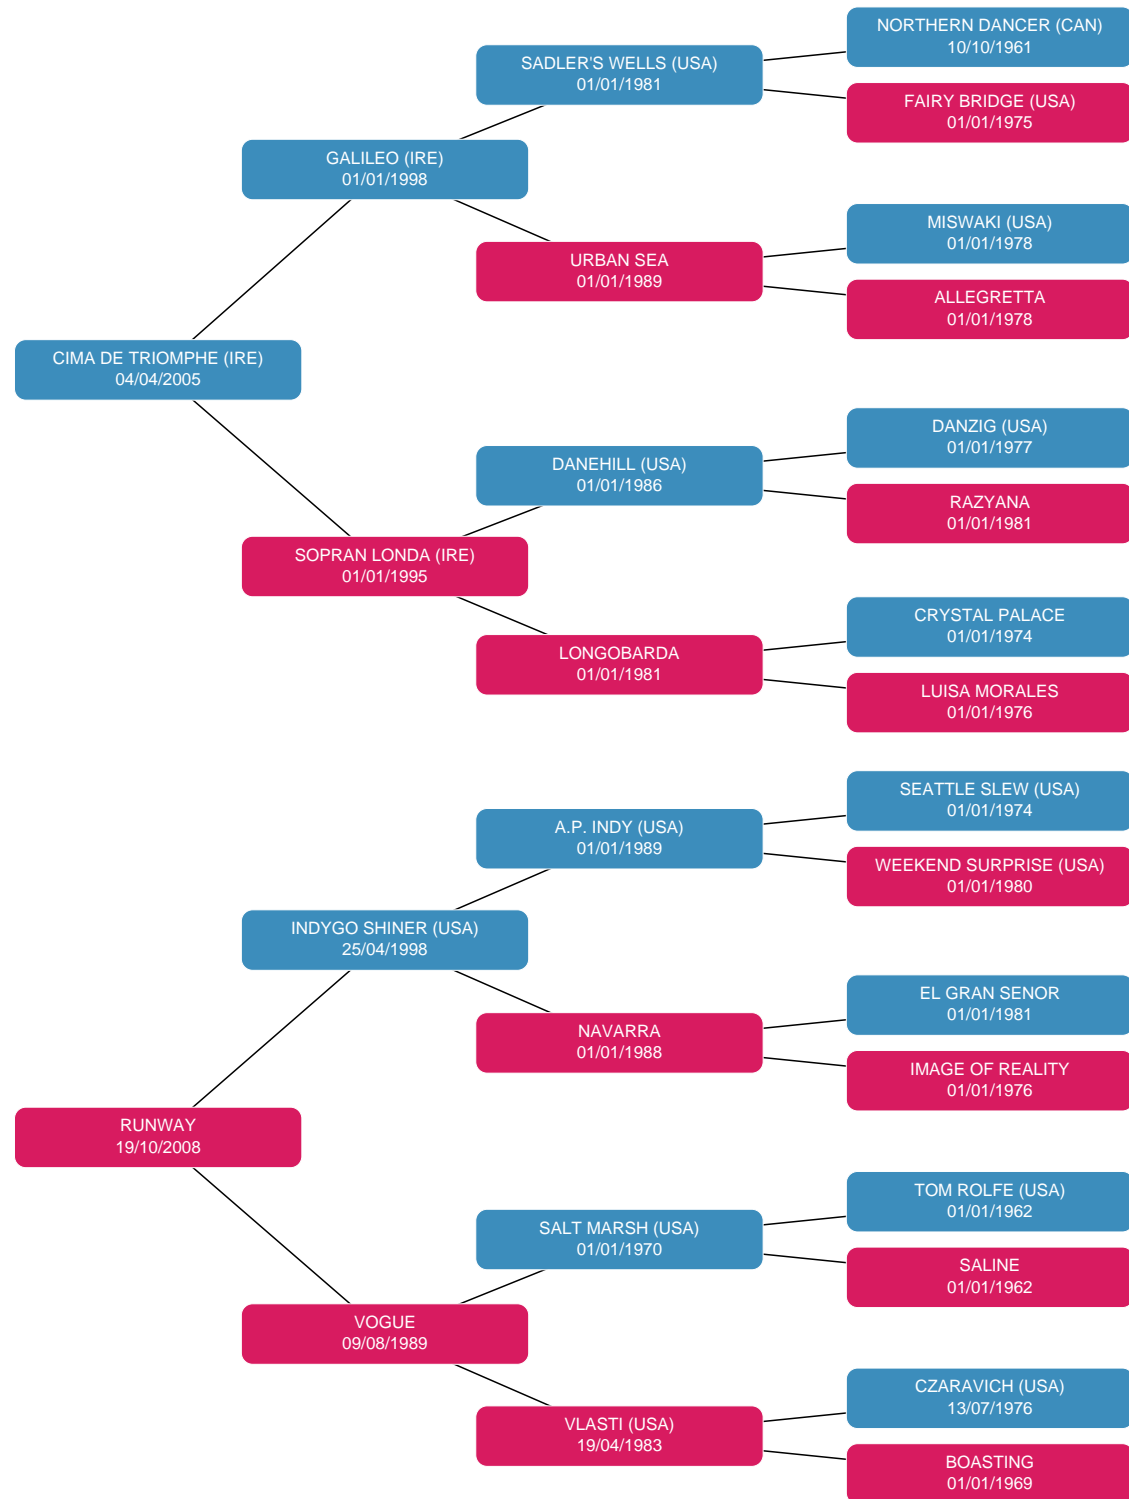 NORTHERN DANCER (CAN)
10/10/1961
SADLER'S WELLS (USA)
01/01/1981
FAIRY BRIDGE (USA)
01/01/1975
GALILEO (IRE)
01/01/1998
MISWAKI (USA)
01/01/1978
URBAN SEA
01/01/1989
ALLEGRETTA
01/01/1978
CIMA DE TRIOMPHE (IRE)
04/04/2005
DANZIG (USA)
01/01/1977
DANEHILL (USA)
01/01/1986
RAZYANA
01/01/1981
SOPRAN LONDA (IRE)
01/01/1995
CRYSTAL PALACE
01/01/1974
LONGOBARDA
01/01/1981
LUISA MORALES
01/01/1976
SEATTLE SLEW (USA)
01/01/1974
A.P. INDY (USA)
01/01/1989
WEEKEND SURPRISE (USA)
01/01/1980
INDYGO SHINER (USA)
25/04/1998
EL GRAN SENOR
01/01/1981
NAVARRA
01/01/1988
IMAGE OF REALITY
01/01/1976
RUNWAY
19/10/2008
TOM ROLFE (USA)
01/01/1962
SALT MARSH (USA)
01/01/1970
SALINE
01/01/1962
VOGUE
09/08/1989
CZARAVICH (USA)
13/07/1976
VLASTI (USA)
19/04/1983
BOASTING
01/01/1969